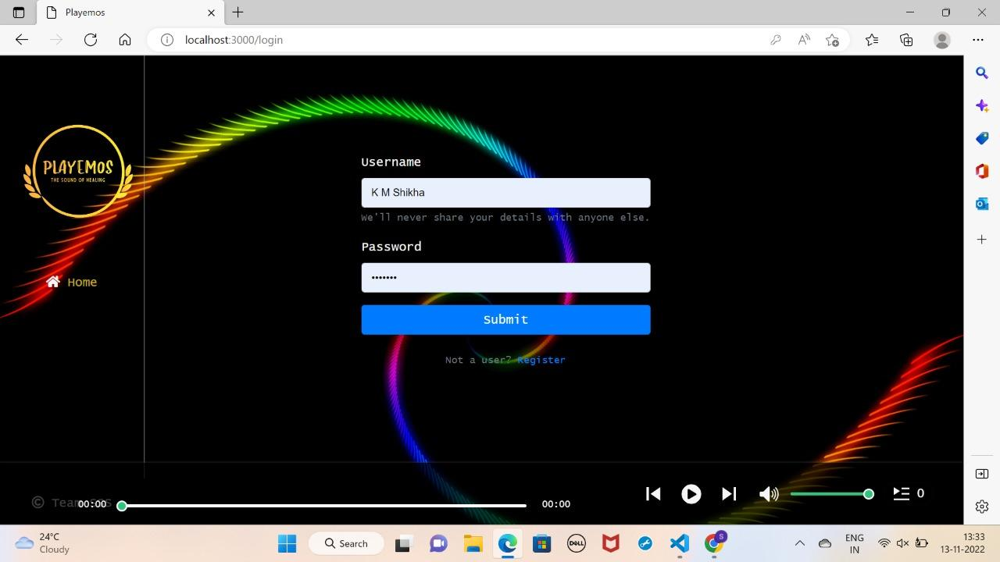 Playemos
localhost:3000/login
PLAYEMOS
THE SOUND OF HEALING
Home
Username
K M Shikha
We'll never share your details with anyone else.
Password
•••••••
Submit
Not a user? Register
© Team
00:00
00:00
0
24°C
Cloudy
Search
DELL
S
ENG
IN
13:33
13-11-2022